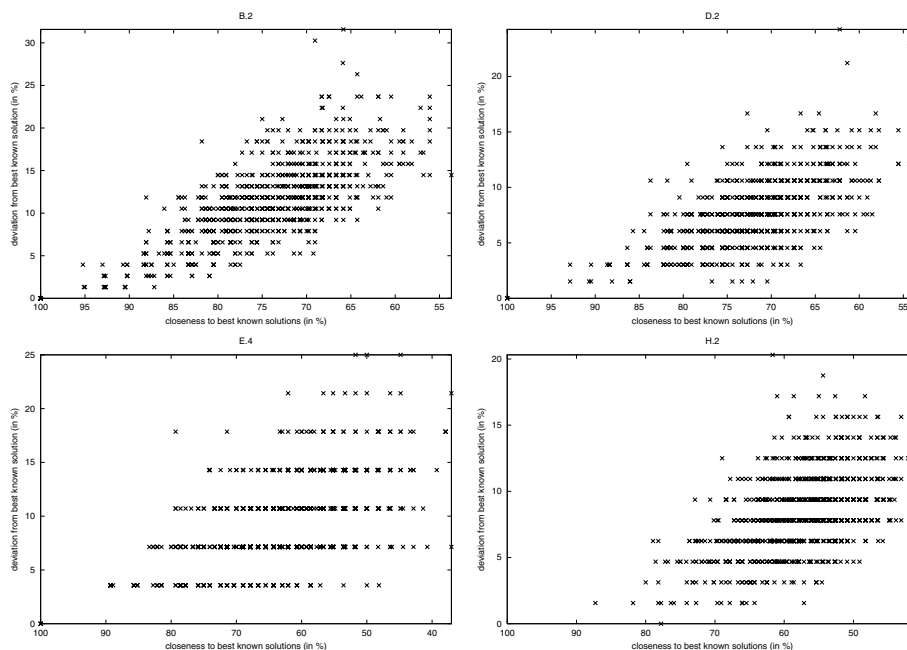 B.2
deviation from best known solution (in %)
30
25
20
15
10
5
0
100 95 90 85 80 75 70 65 60 55
closeness to best known solutions (in %)
D.2
deviation from best known solution (in %)
20
15
10
5
0
100 95 90 85 80 75 70 65 60 55
closeness to best known solutions (in %)
E.4
deviation from best known solution (in %)
25
20
15
10
5
0
100 90 80 70 60 50 40
closeness to best known solutions (in %)
H.2
deviation from best known solution (in %)
20
15
10
5
0
100 90 80 70 60 50
closeness to best known solutions (in %)